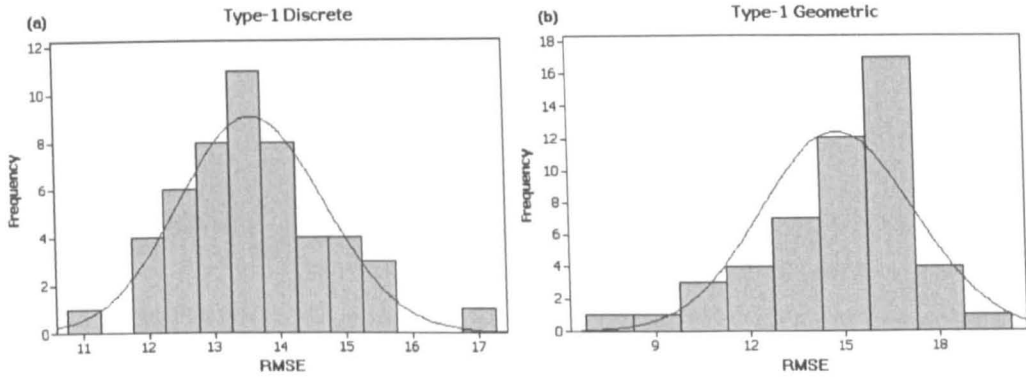 (a)
Type-1 Discrete
12
10
8
6
4
2
0
Frequency
11 12 13 14 15 16 17
RMSE
(b)
Type-1 Geometric
18
16
14
12
10
8
6
4
2
0
Frequency
9 12 15 18
RMSE